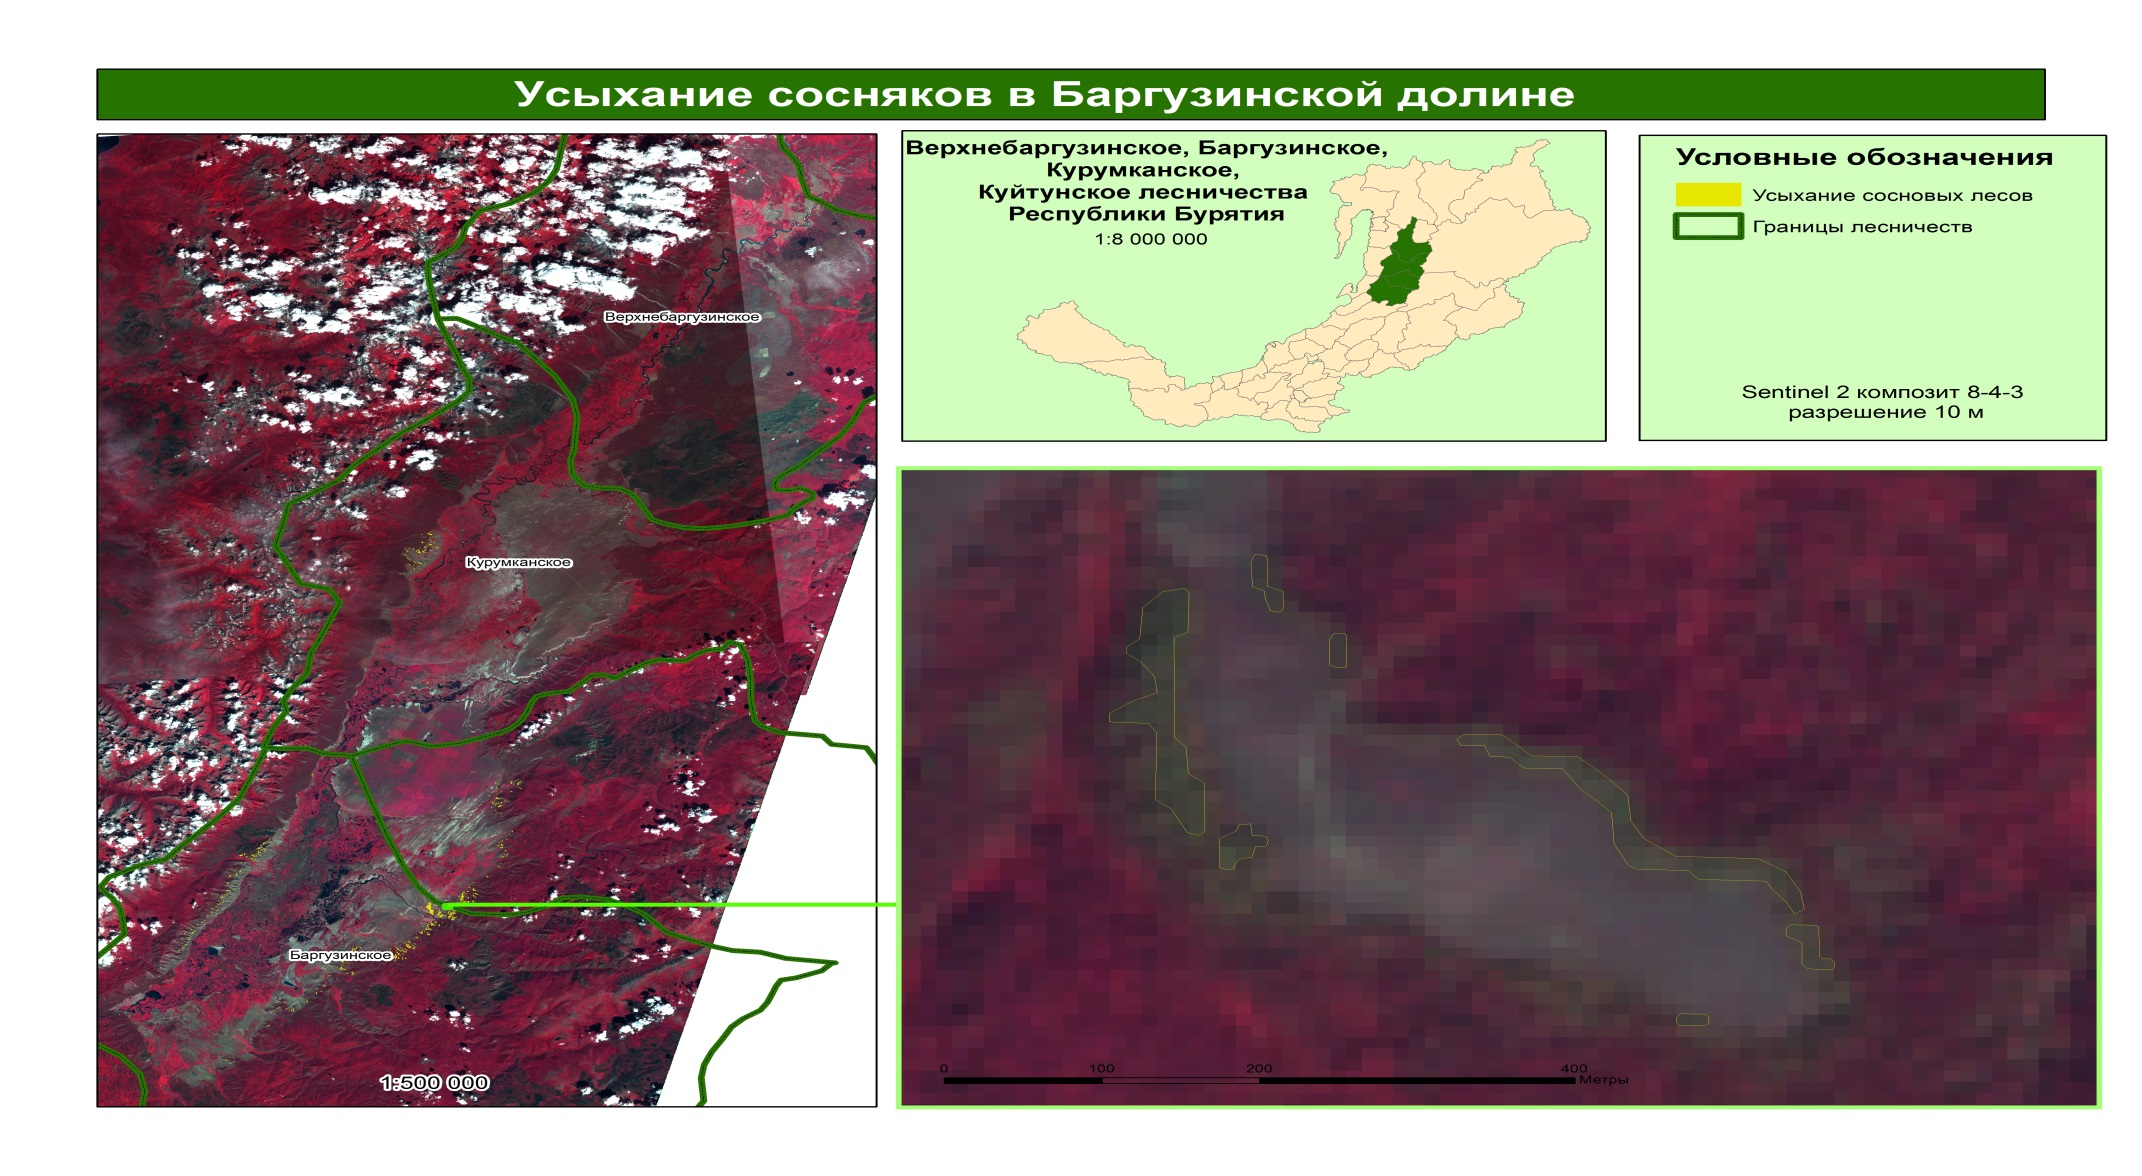 Усыхание сосняков в Баргузинской долине
Верхнебаргузинское, Баргузинское,
Курумканское,
Куйтунское лесничества
Республики Бурятия
1:8 000 000
Условные обозначения
Усыхание сосновых лесов
Границы лесничеств
Sentinel 2 композит 8-4-3
разрешение 10 м
Верхнебаргузинское
Курумканское
Баргузинское
1:500 000
0 100 200 400
Метры